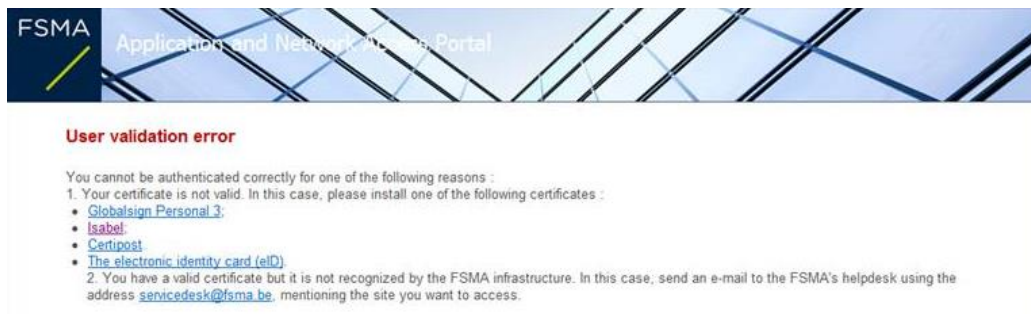 FSMA
Application and Network Access Portal
User validation error
You cannot be authenticated correctly for one of the following reasons :
1. Your certificate is not valid. In this case, please install one of the following certificates :
• Globalsign Personal 3;
• Isabel;
• Certipost.
• The electronic identity card (eID).
2. You have a valid certificate but it is not recognized by the FSMA infrastructure. In this case, send an e-mail to the FSMA's helpdesk using the
address servicedesk@fsma.be, mentioning the site you want to access.